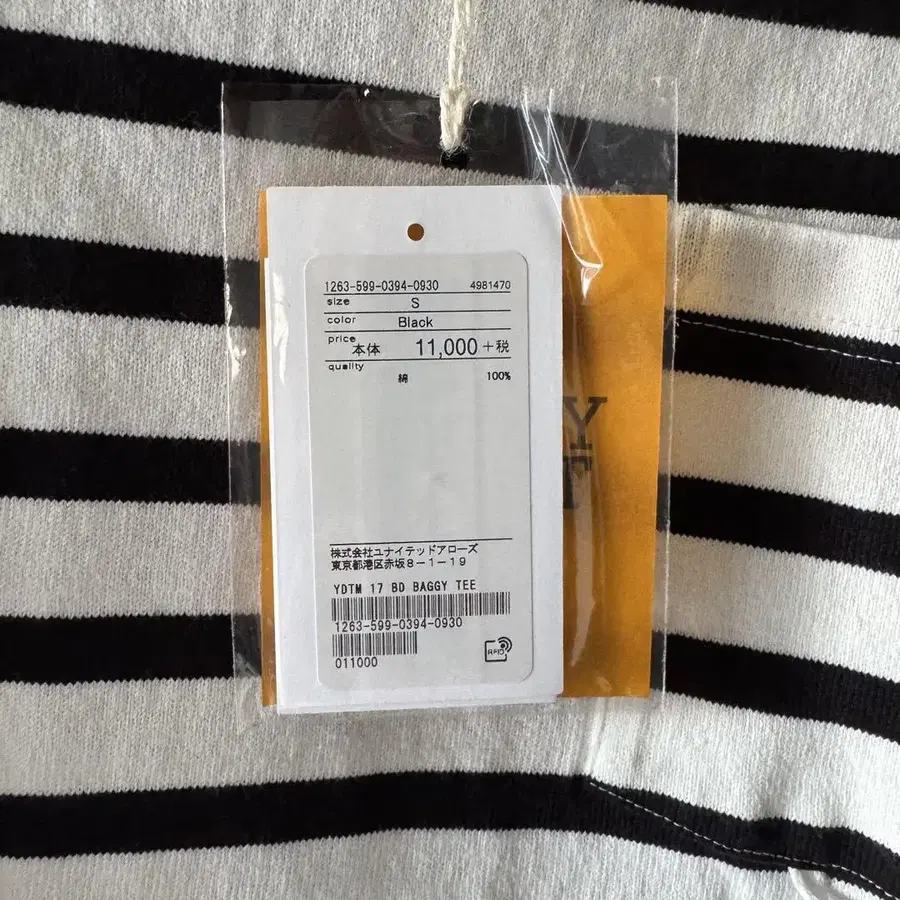 1263-599-0394-0930 4981470
size S
color Black
price 本体 11,000+税
quality
綿 100%
Y
T
株式会社ユナイテッドアローズ
東京都港区赤坂8-1-19
YDTM 17 BD BAGGY TEE
1263-599-0394-0930
011000
RFID